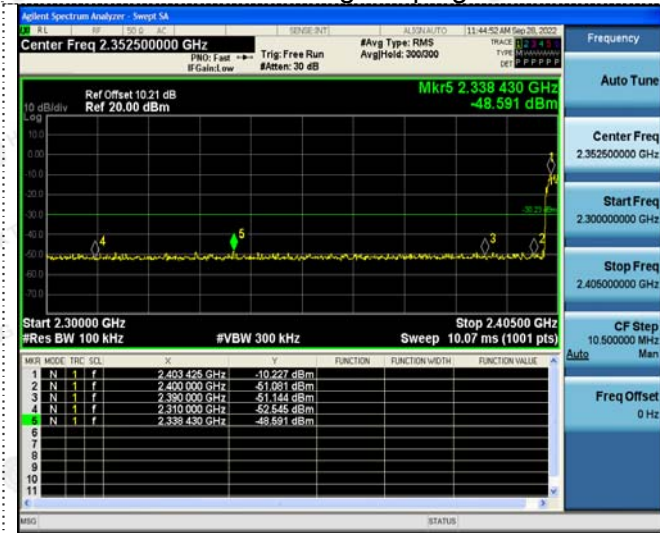 Agilent Spectrum Analyzer - Swept SA
RL RF 50 Ω AC SENSE:INT ALIGN AUTO 11:44:52 AM Sep 28, 2022
Center Freq 2.352500000 GHz
PNO: Fast Trig: Free Run
IFGain:Low #Atten: 30 dB
#Avg Type: RMS
Avg|Hold: 300/300
TRACE 1 2 3 4 5 6
TYPE
DET P P P P P P
Ref Offset 10.21 dB
10 dB/div Ref 20.00 dBm
Log
Mkr5 2.338 430 GHz
-48.591 dBm
10.0
0.00
-10.0
-20.0
-30.0
-40.0
-50.0
-60.0
-70.0
1
2
3
4
5
Start 2.30000 GHz Stop 2.40500 GHz
#Res BW 100 kHz #VBW 300 kHz Sweep 10.07 ms (1001 pts)
MKR MODE TRC SCL X Y FUNCTION FUNCTION WIDTH FUNCTION VALUE
1 N 1 f 2.403 425 GHz -10.227 dBm
2 N 1 f 2.400 000 GHz -51.081 dBm
3 N 1 f 2.390 000 GHz -51.144 dBm
4 N 1 f 2.310 000 GHz -52.545 dBm
5 N 1 f 2.338 430 GHz -48.591 dBm
6
7
8
9
10
11
MSG STATUS
Frequency
Auto Tune
Center Freq
2.352500000 GHz
Start Freq
2.300000000 GHz
Stop Freq
2.405000000 GHz
CF Step
10.500000 MHz
Auto Man
Freq Offset
0 Hz